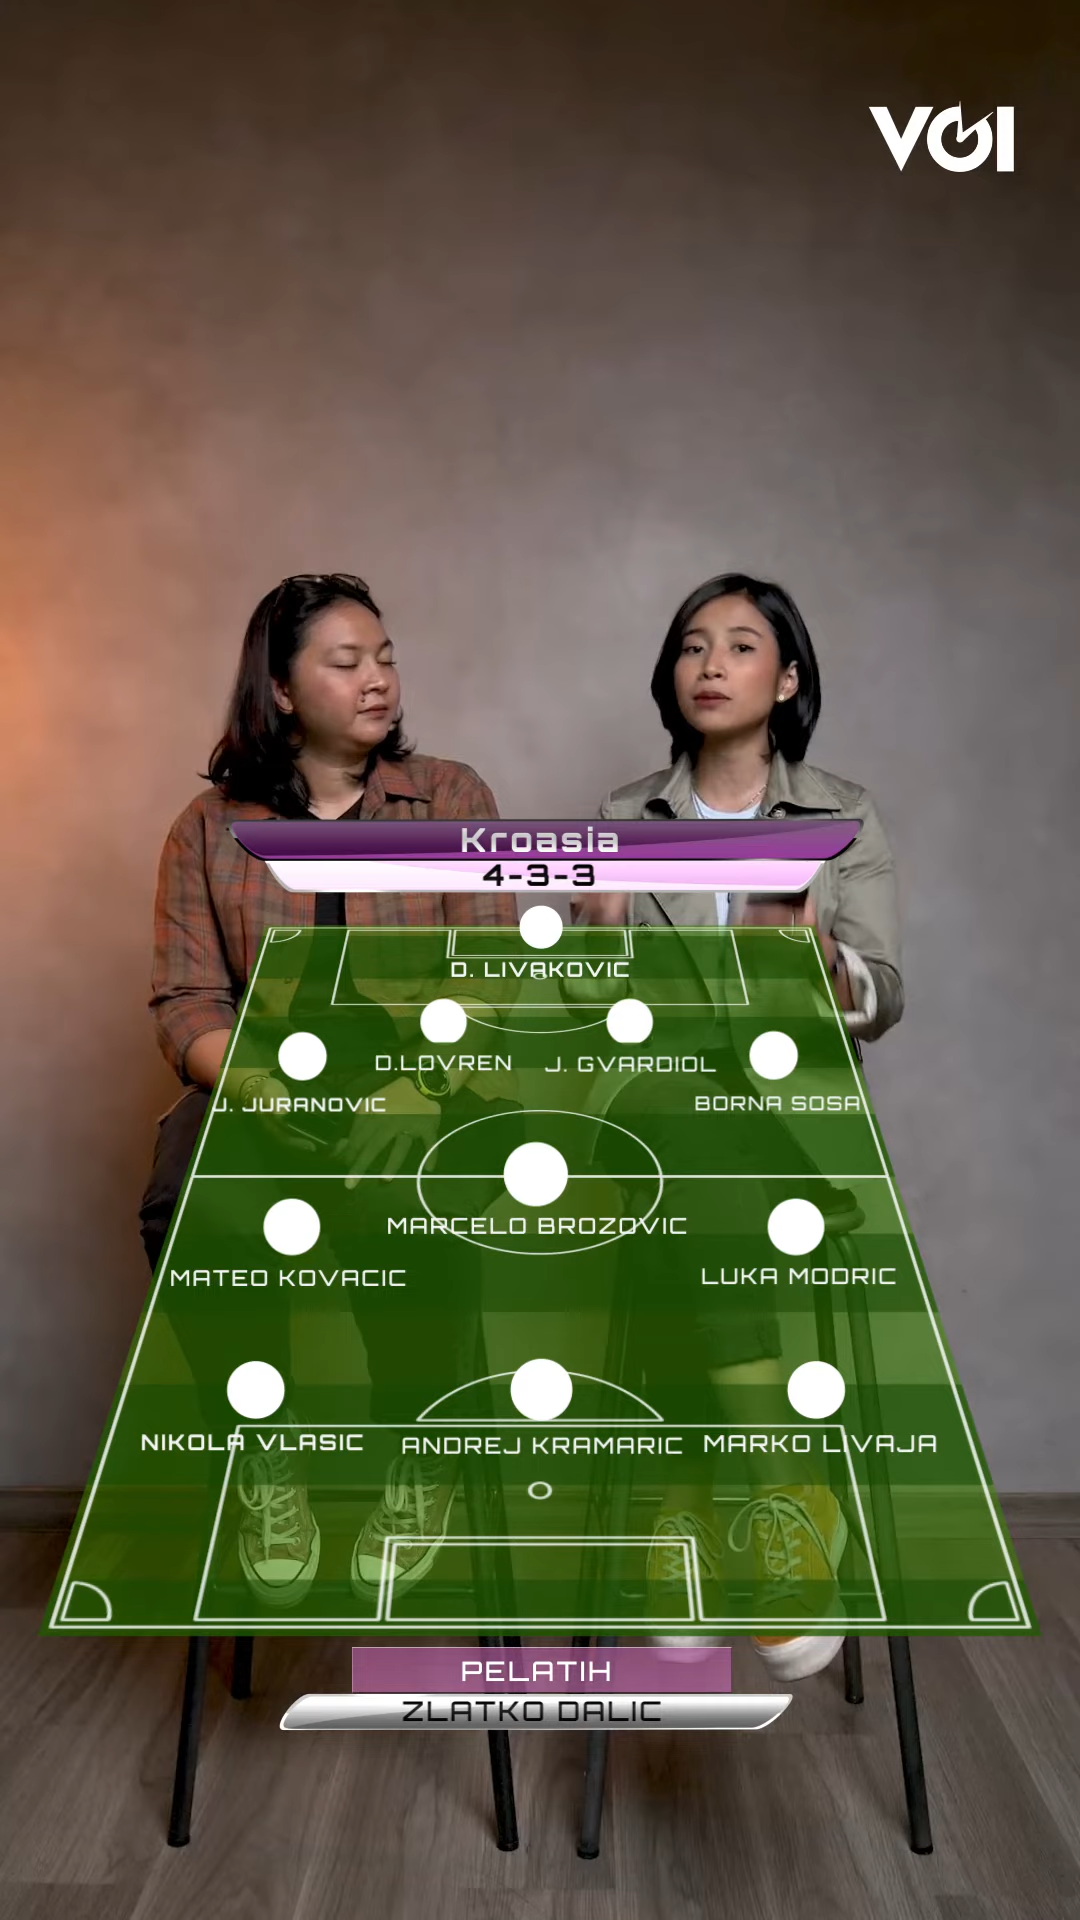 VOI
Kroasia
4-3-3
D. LIVAKOVIC
D.LOVREN
J. GVARDIOL
J. JURANOVIC
BORNA SOSA
MARCELO BROZOVIC
MATEO KOVACIC
LUKA MODRIC
NIKOLA VLASIC
ANDREJ KRAMARIC
MARKO LIVAJA
PELATIH
ZLATKO DALIC